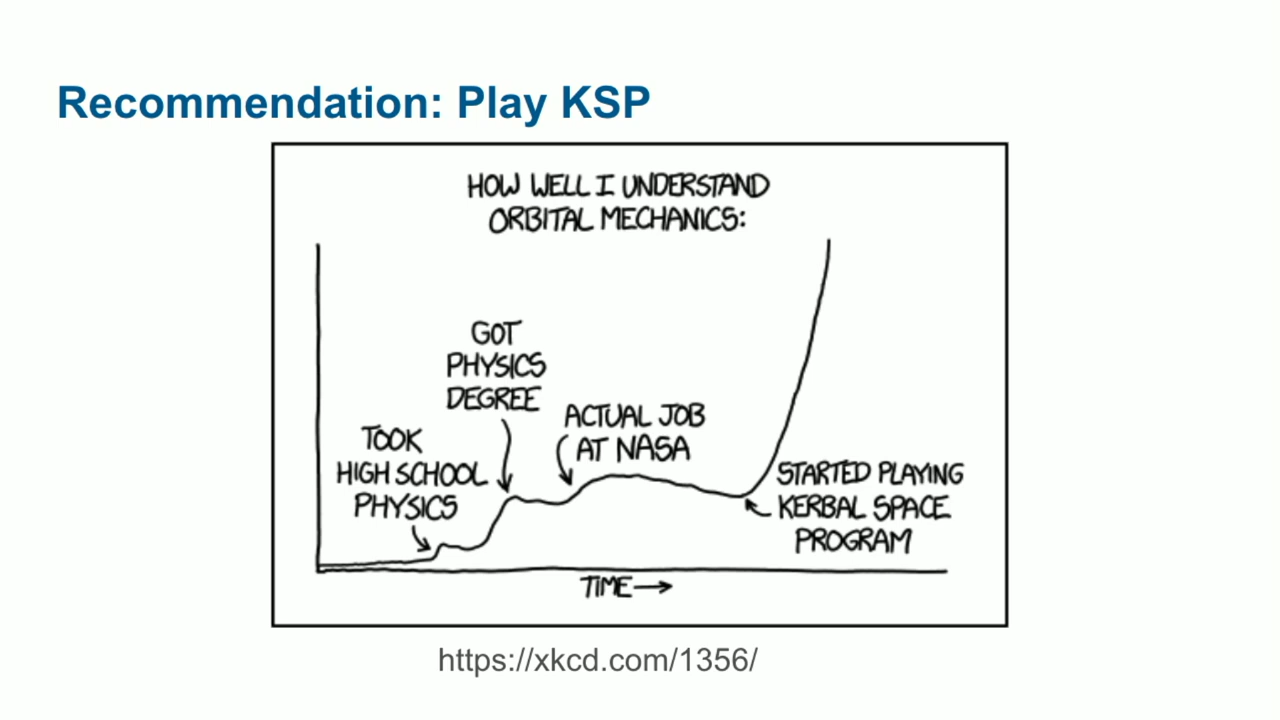 Recommendation: Play KSP
HOW WELL I UNDERSTAND
ORBITAL MECHANICS:
GOT
PHYSICS
DEGREE
ACTUAL JOB
AT NASA
TOOK
HIGH SCHOOL
PHYSICS
STARTED PLAYING
KERBAL SPACE
PROGRAM
TIME→
https://xkcd.com/1356/